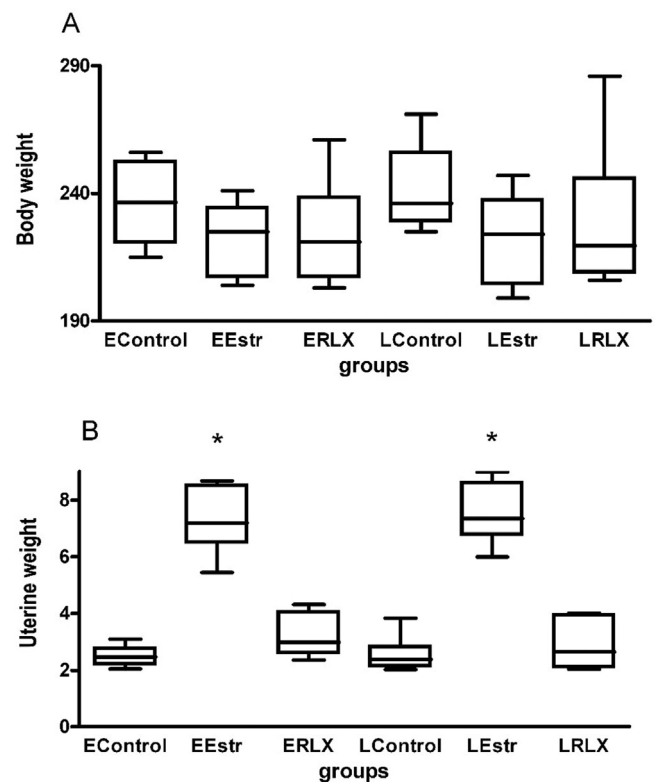 A
290
240
190
Body weight
EControl EEstr ERLX LControl LEstr LRLX
groups
B
* *
8
6
4
2
0
Uterine weight
EControl EEstr ERLX LControl LEstr LRLX
groups